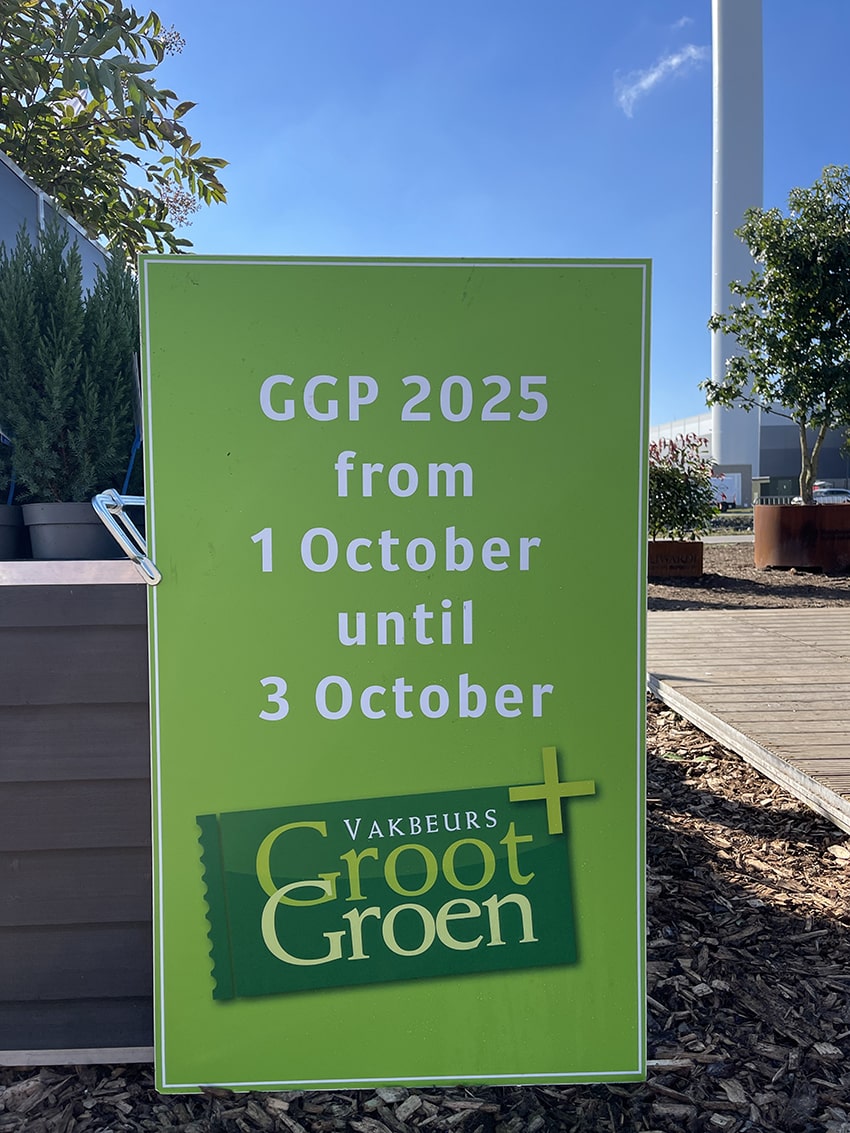 GGP 2025
from
1 October
until
3 October
VAKBEURS
Groot
Groen
+